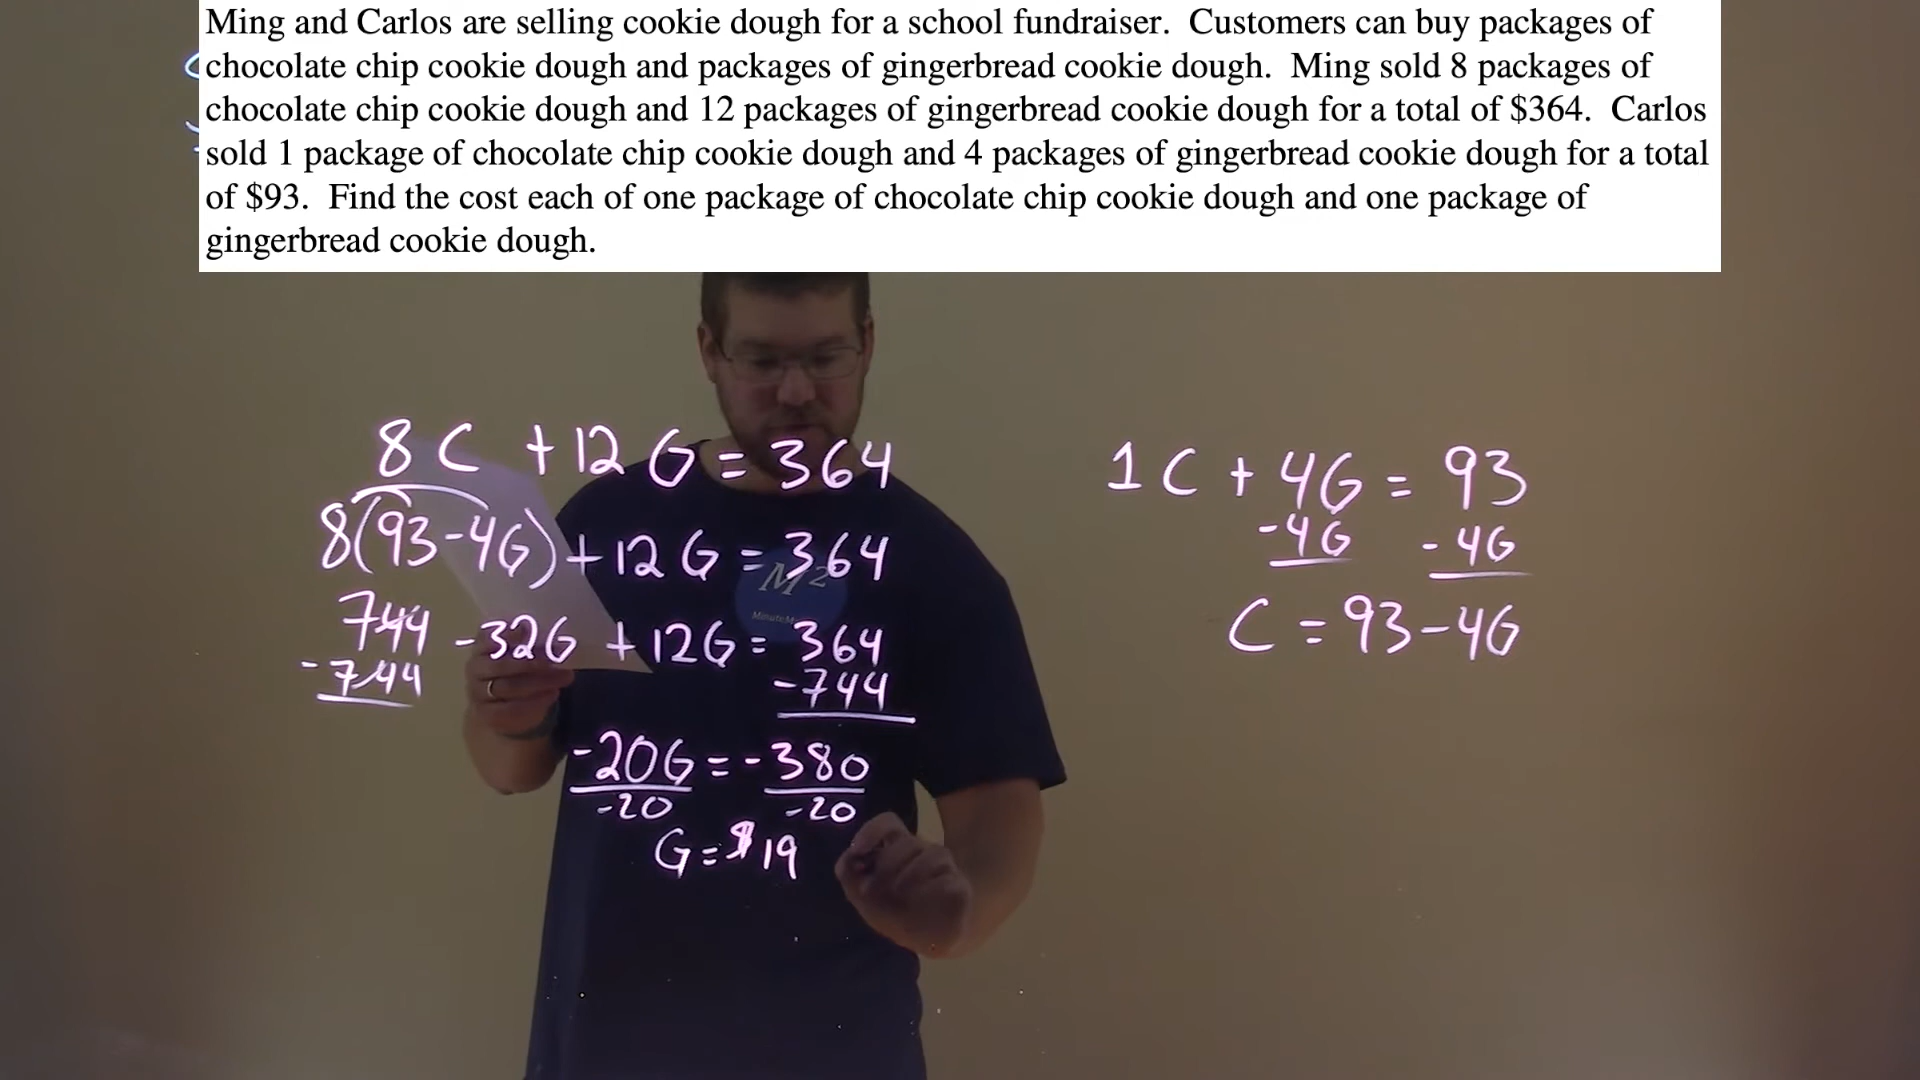 Ming and Carlos are selling cookie dough for a school fundraiser. Customers can buy packages of
chocolate chip cookie dough and packages of gingerbread cookie dough. Ming sold 8 packages of
chocolate chip cookie dough and 12 packages of gingerbread cookie dough for a total of $364. Carlos
sold 1 package of chocolate chip cookie dough and 4 packages of gingerbread cookie dough for a total
of $93. Find the cost each of one package of chocolate chip cookie dough and one package of
gingerbread cookie dough.
8C + 12G = 364
8(93-4G) + 12G = 364
744 - 32G + 12G = 364
-744 -744
-20G = -380
-20 -20
G = $19
1C + 4G = 93
-4G -4G
C = 93-4G
M²